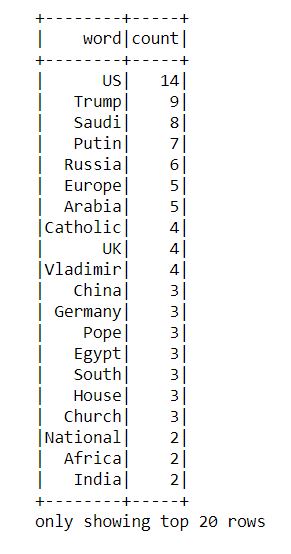 +--------+-----+
|    word|count|
+--------+-----+
|      US|   14|
|   Trump|    9|
|   Saudi|    8|
|   Putin|    7|
|  Russia|    6|
|  Europe|    5|
|  Arabia|    5|
|Catholic|    4|
|      UK|    4|
|Vladimir|    4|
|   China|    3|
| Germany|    3|
|    Pope|    3|
|   Egypt|    3|
|   South|    3|
|   House|    3|
|  Church|    3|
|National|    2|
|  Africa|    2|
|   India|    2|
+--------+-----+
only showing top 20 rows